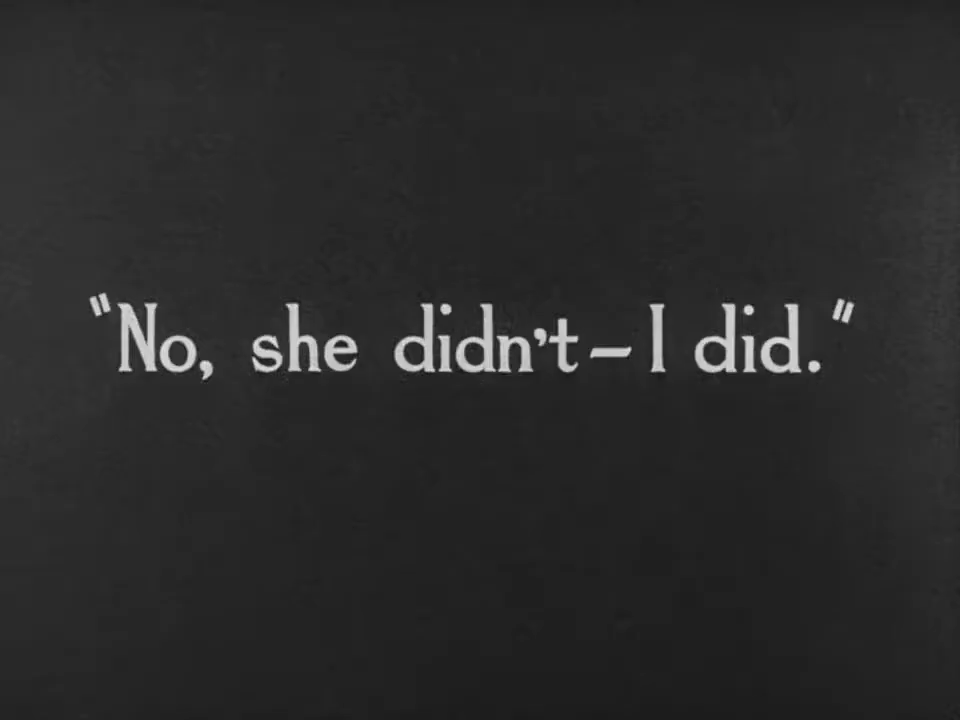 "No, she didn't – I did."